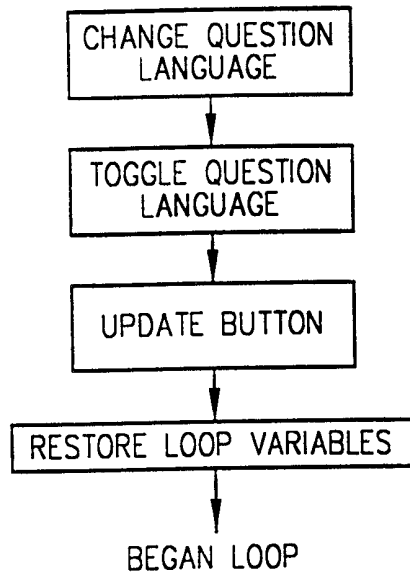 CHANGE QUESTION
LANGUAGE
TOGGLE QUESTION
LANGUAGE
UPDATE BUTTON
RESTORE LOOP VARIABLES
BEGAN LOOP